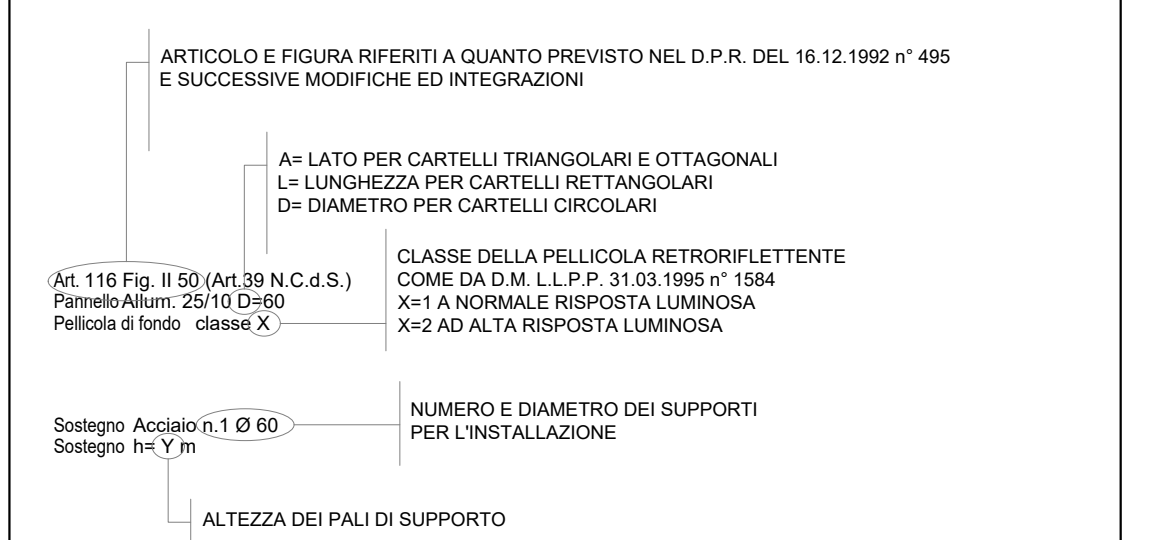 ARTICOLO E FIGURA RIFERITI A QUANTO PREVISTO NEL D.P.R. DEL 16.12.1992 n° 495
E SUCCESSIVE MODIFICHE ED INTEGRAZIONI
A= LATO PER CARTELLI TRIANGOLARI E OTTAGONALI
L= LUNGHEZZA PER CARTELLI RETTANGOLARI
D= DIAMETRO PER CARTELLI CIRCOLARI
CLASSE DELLA PELLICOLA RETRORIFLETTENTE
COME DA D.M. L.L.P.P. 31.03.1995 n° 1584
X=1 A NORMALE RISPOSTA LUMINOSA
X=2 AD ALTA RISPOSTA LUMINOSA
Art. 116 Fig. II 50 (Art.39 N.C.d.S.)
Pannello Allum. 25/10 D=60
Pellicola di fondo classe X
Sostegno Acciaio n.1 Ø 60
Sostegno h= Y m
NUMERO E DIAMETRO DEI SUPPORTI
PER L'INSTALLAZIONE
ALTEZZA DEI PALI DI SUPPORTO